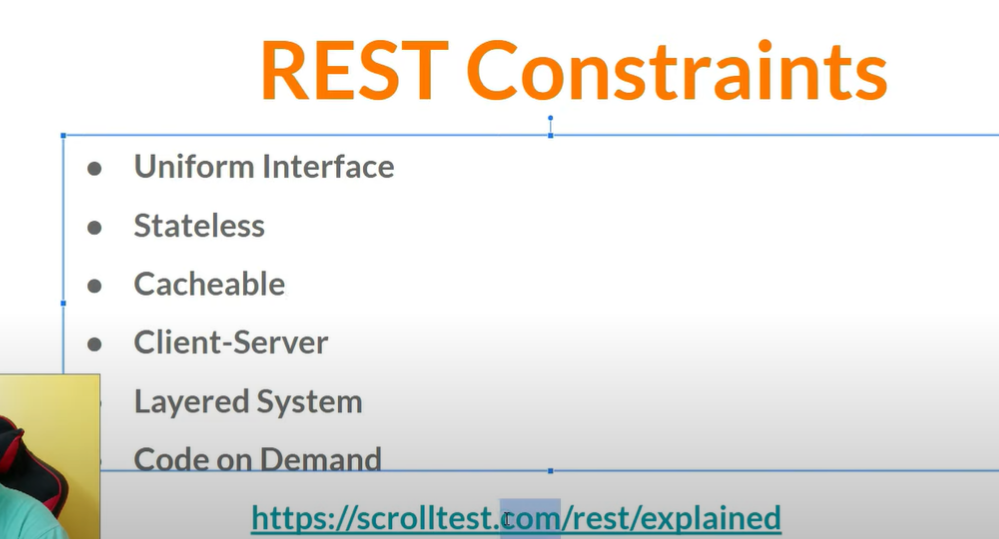 REST Constraints
● Uniform Interface
● Stateless
● Cacheable
● Client-Server
Layered System
Code on Demand
https://scrolltest.com/rest/explained